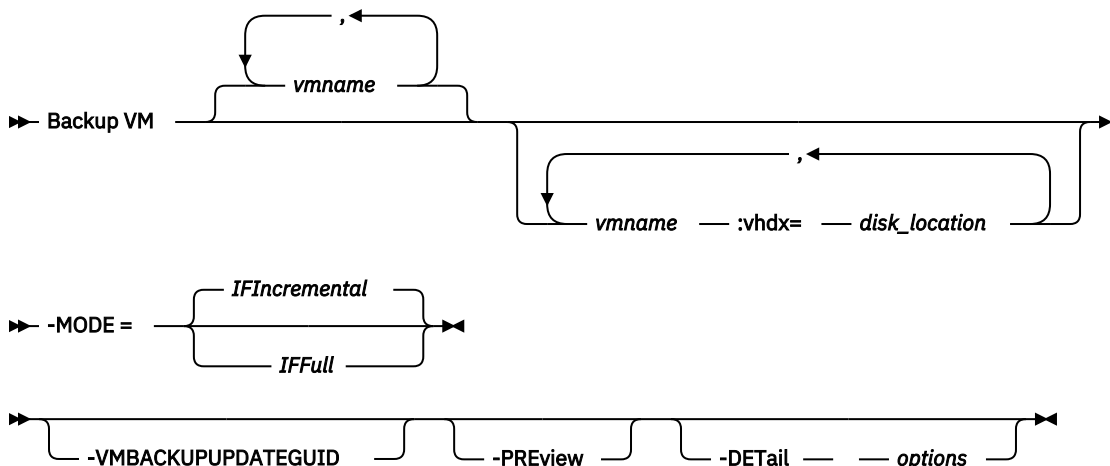 ,
vmname
Backup VM
,
vmname :vhdx= disk_location
IFIncremental
-MODE =
IFFull
-VMBACKUPUPDATEGUID -PREview -DETail options